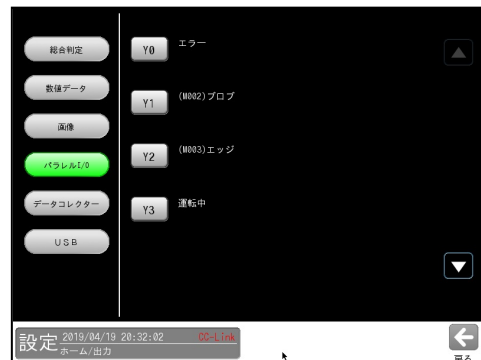 総合判定
数値データ
画像
パラレルI/O
データコレクター
USB
Y0 エラー
Y1 (M002)ブロブ
Y2 (M003)エッジ
Y3 運転中
設定 2019/04/19 20:32:02 CC-Link
ホーム/出力
戻る